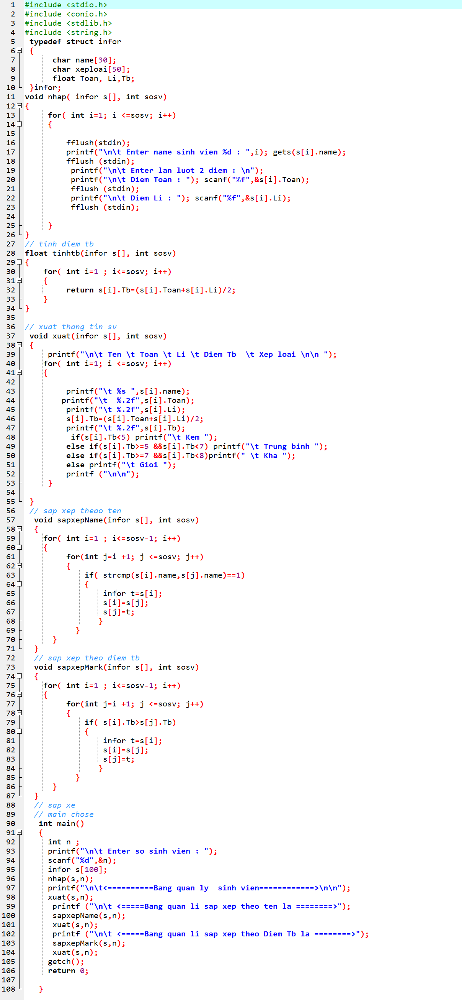 1 #include <stdio.h>
2 #include <conio.h>
3 #include <stdlib.h>
4 #include <string.h>
5 typedef struct infor
6 {
7 char name[30];
8 char xeploai[50];
9 float Toan, Li,Tb;
10 }infor;
11 void nhap( infor s[], int sosv)
12 {
13 for( int i=1; i <=sosv; i++)
14 {
15
16 fflush(stdin);
17 printf("\n\t Enter name sinh vien %d : ",i); gets(s[i].name);
18 fflush (stdin);
19 printf("\n\t Enter lan luot 2 diem : \n");
20 printf("\n\t Diem Toan : "); scanf("%f",&s[i].Toan);
21 fflush (stdin);
22 printf("\n\t Diem Li : "); scanf("%f",&s[i].Li);
23 fflush (stdin);
24
25 }
26 }
27 // tinh diem tb
28 float tinhtb(infor s[], int sosv)
29 {
30 for( int i=1 ; i<=sosv; i++)
31 {
32 return s[i].Tb=(s[i].Toan+s[i].Li)/2;
33 }
34 }
35
36 // xuat thong tin sv
37 void xuat(infor s[], int sosv)
38 {
39 printf("\n\t Ten \t Toan \t Li \t Diem Tb  \t Xep loai \n\n ");
40 for( int i=1; i <=sosv; i++)
41 {
42
43 printf("\t %s ",s[i].name);
44 printf("\t  %.2f",s[i].Toan);
45 printf("\t %.2f",s[i].Li);
46 s[i].Tb=(s[i].Toan+s[i].Li)/2;
47 printf("\t %.2f",s[i].Tb);
48 if(s[i].Tb<5) printf("\t Kem ");
49 else if(s[i].Tb>=5 &&s[i].Tb<7) printf("\t Trung binh ");
50 else if(s[i].Tb>=7 &&s[i].Tb<8)printf(" \t Kha ");
51 else printf("\t Gioi ");
52 printf ("\n\n");
53 }
54
55 }
56 // sap xep theoo ten
57 void sapxepName(infor s[], int sosv)
58 {
59 for( int i=1 ; i<=sosv-1; i++)
60 {
61 for(int j=i +1; j <=sosv; j++)
62 {
63 if( strcmp(s[i].name,s[j].name)==1)
64 {
65 infor t=s[i];
66 s[i]=s[j];
67 s[j]=t;
68 }
69 }
70 }
71 }
72 // sap xep theo diem tb
73 void sapxepMark(infor s[], int sosv)
74 {
75 for( int i=1 ; i<=sosv-1; i++)
76 {
77 for(int j=i +1; j <=sosv; j++)
78 {
79 if( s[i].Tb>s[j].Tb)
80 {
81 infor t=s[i];
82 s[i]=s[j];
83 s[j]=t;
84 }
85 }
86 }
87 }
88 // sap xe
89 // main chose
90 int main()
91 {
92 int n ;
93 printf("\n\t Enter so sinh vien : ");
94 scanf("%d",&n);
95 infor s[100];
96 nhap(s,n);
97 printf("\n\t<==========Bang quan ly  sinh vien============>\n\n");
98 xuat(s,n);
99 printf ("\n\t <=====Bang quan li sap xep theo ten la ========>");
100 sapxepName(s,n);
101 xuat(s,n);
102 printf ("\n\t <=====Bang quan li sap xep theo Diem Tb la ========>");
103 sapxepMark(s,n);
104 xuat(s,n);
105 getch();
106 return 0;
107
108 }